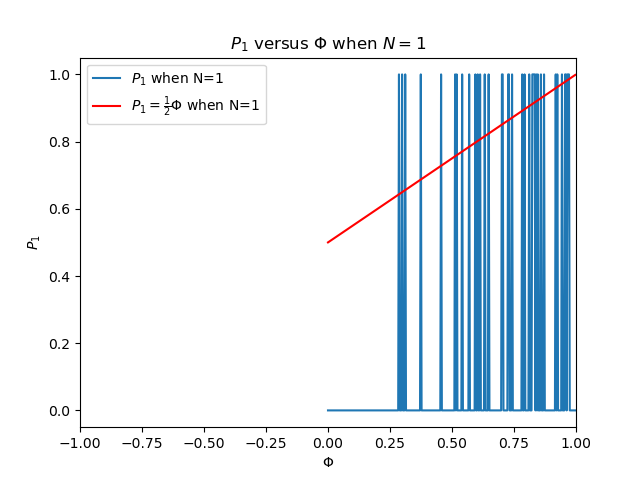 P₁ versus Φ when N = 1
P₁ when N=1
P₁ = ½Φ when N=1
1.0
0.8
0.6
0.4
0.2
0.0
P₁
−1.00 −0.75 −0.50 −0.25 0.00 0.25 0.50 0.75 1.00
Φ